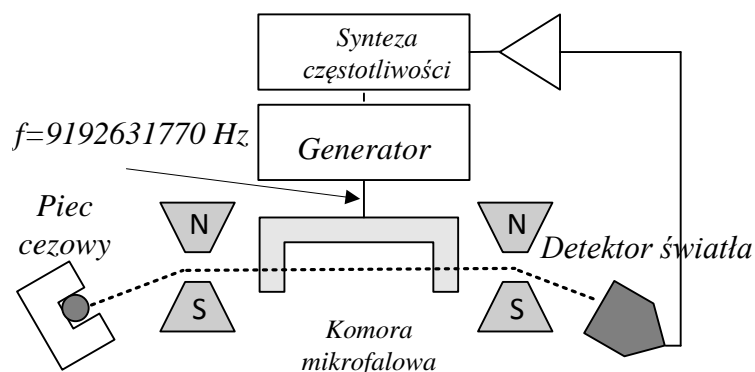 Synteza
częstotliwości
f=9192631770 Hz
Generator
Piec
cezowy
N
N
Detektor światła
S
S
Komora
mikrofalowa